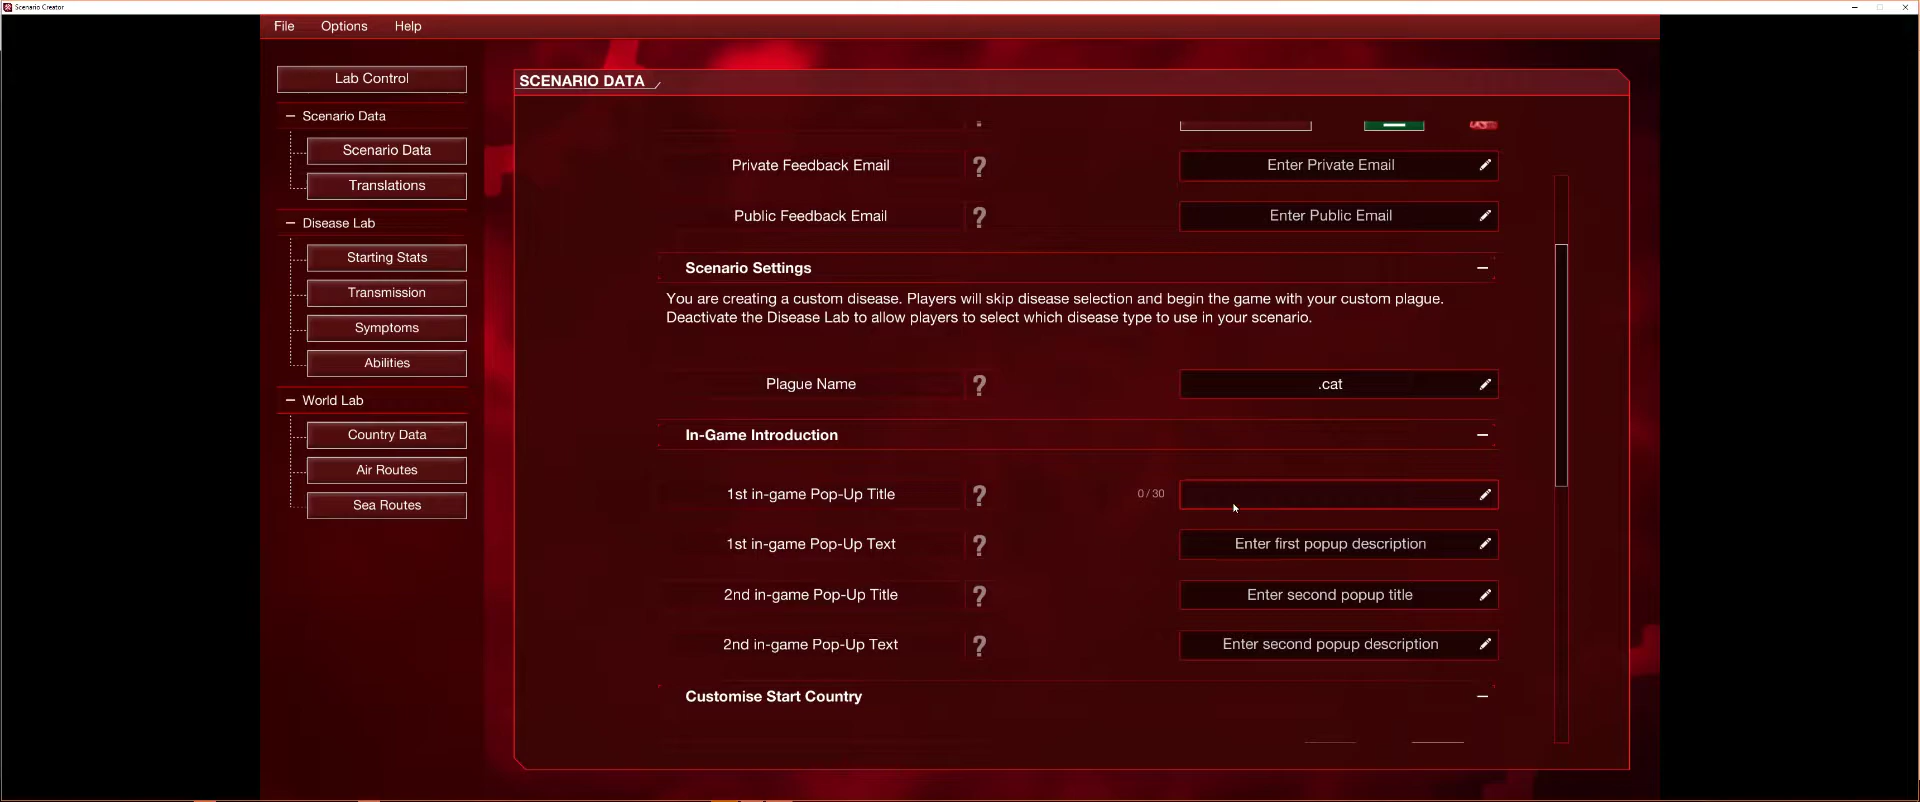 Scenario Creator
File Options Help
Lab Control
Scenario Data
Scenario Data
Translations
Disease Lab
Starting Stats
Transmission
Symptoms
Abilities
World Lab
Country Data
Air Routes
Sea Routes
SCENARIO DATA
Private Feedback Email ? Enter Private Email
Public Feedback Email ? Enter Public Email
Scenario Settings
You are creating a custom disease. Players will skip disease selection and begin the game with your custom plague.
Deactivate the Disease Lab to allow players to select which disease type to use in your scenario.
Plague Name ? .cat
In-Game Introduction
1st in-game Pop-Up Title ? 0 / 30
1st in-game Pop-Up Text ? Enter first popup description
2nd in-game Pop-Up Title ? Enter second popup title
2nd in-game Pop-Up Text ? Enter second popup description
Customise Start Country